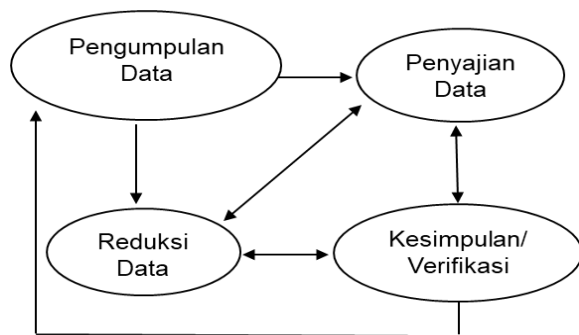 Pengumpulan
Data
Penyajian
Data
Reduksi
Data
Kesimpulan/
Verifikasi